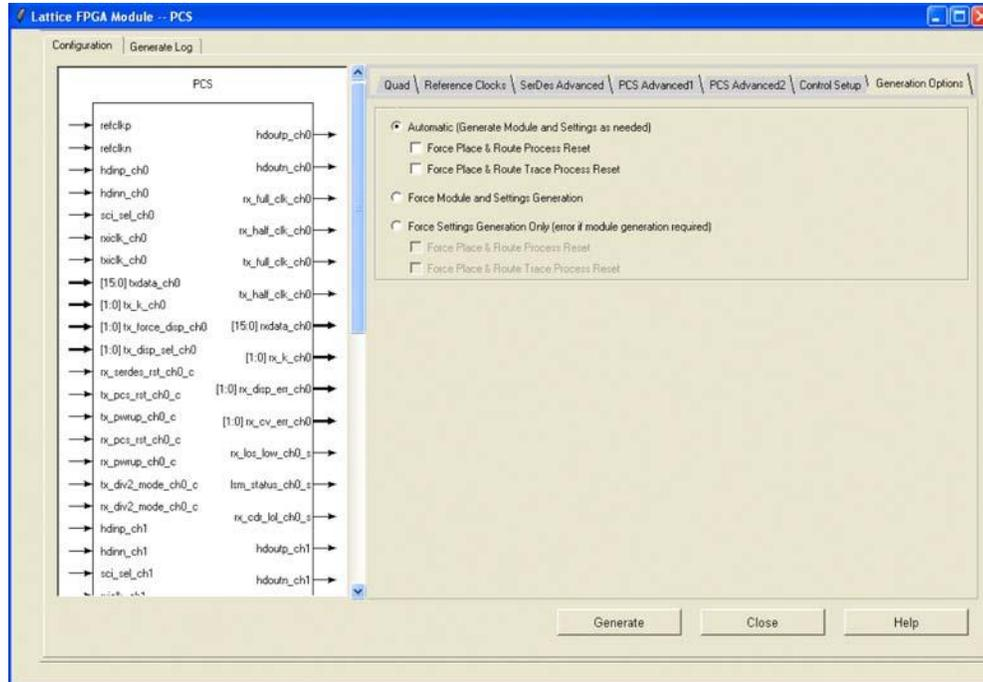 Lattice FPGA Module -- PCS
Configuration
Generate Log
PCS
refclkp
refclkn
hdinp_ch0
hdinn_ch0
sci_sel_ch0
rxiclk_ch0
txiclk_ch0
[15:0] txdata_ch0
[1:0] tx_k_ch0
[1:0] tx_force_disp_ch0
[1:0] tx_disp_sel_ch0
rx_serdes_rst_ch0_c
tx_pcs_rst_ch0_c
tx_pwrup_ch0_c
rx_pcs_rst_ch0_c
rx_pwrup_ch0_c
tx_div2_mode_ch0_c
rx_div2_mode_ch0_c
hdinp_ch1
hdinn_ch1
sci_sel_ch1
hdoutp_ch0
hdoutn_ch0
rx_full_clk_ch0
rx_half_clk_ch0
tx_full_clk_ch0
tx_half_clk_ch0
[15:0] rxdata_ch0
[1:0] rx_k_ch0
[1:0] rx_disp_err_ch0
[1:0] rx_cv_err_ch0
rx_los_low_ch0_s
lsm_status_ch0_s
rx_cdr_lol_ch0_s
hdoutp_ch1
hdoutn_ch1
Quad
Reference Clocks
SerDes Advanced
PCS Advanced1
PCS Advanced2
Control Setup
Generation Options
Automatic (Generate Module and Settings as needed)
Force Place & Route Process Reset
Force Place & Route Trace Process Reset
Force Module and Settings Generation
Force Settings Generation Only (error if module generation required)
Force Place & Route Process Reset
Force Place & Route Trace Process Reset
Generate
Close
Help